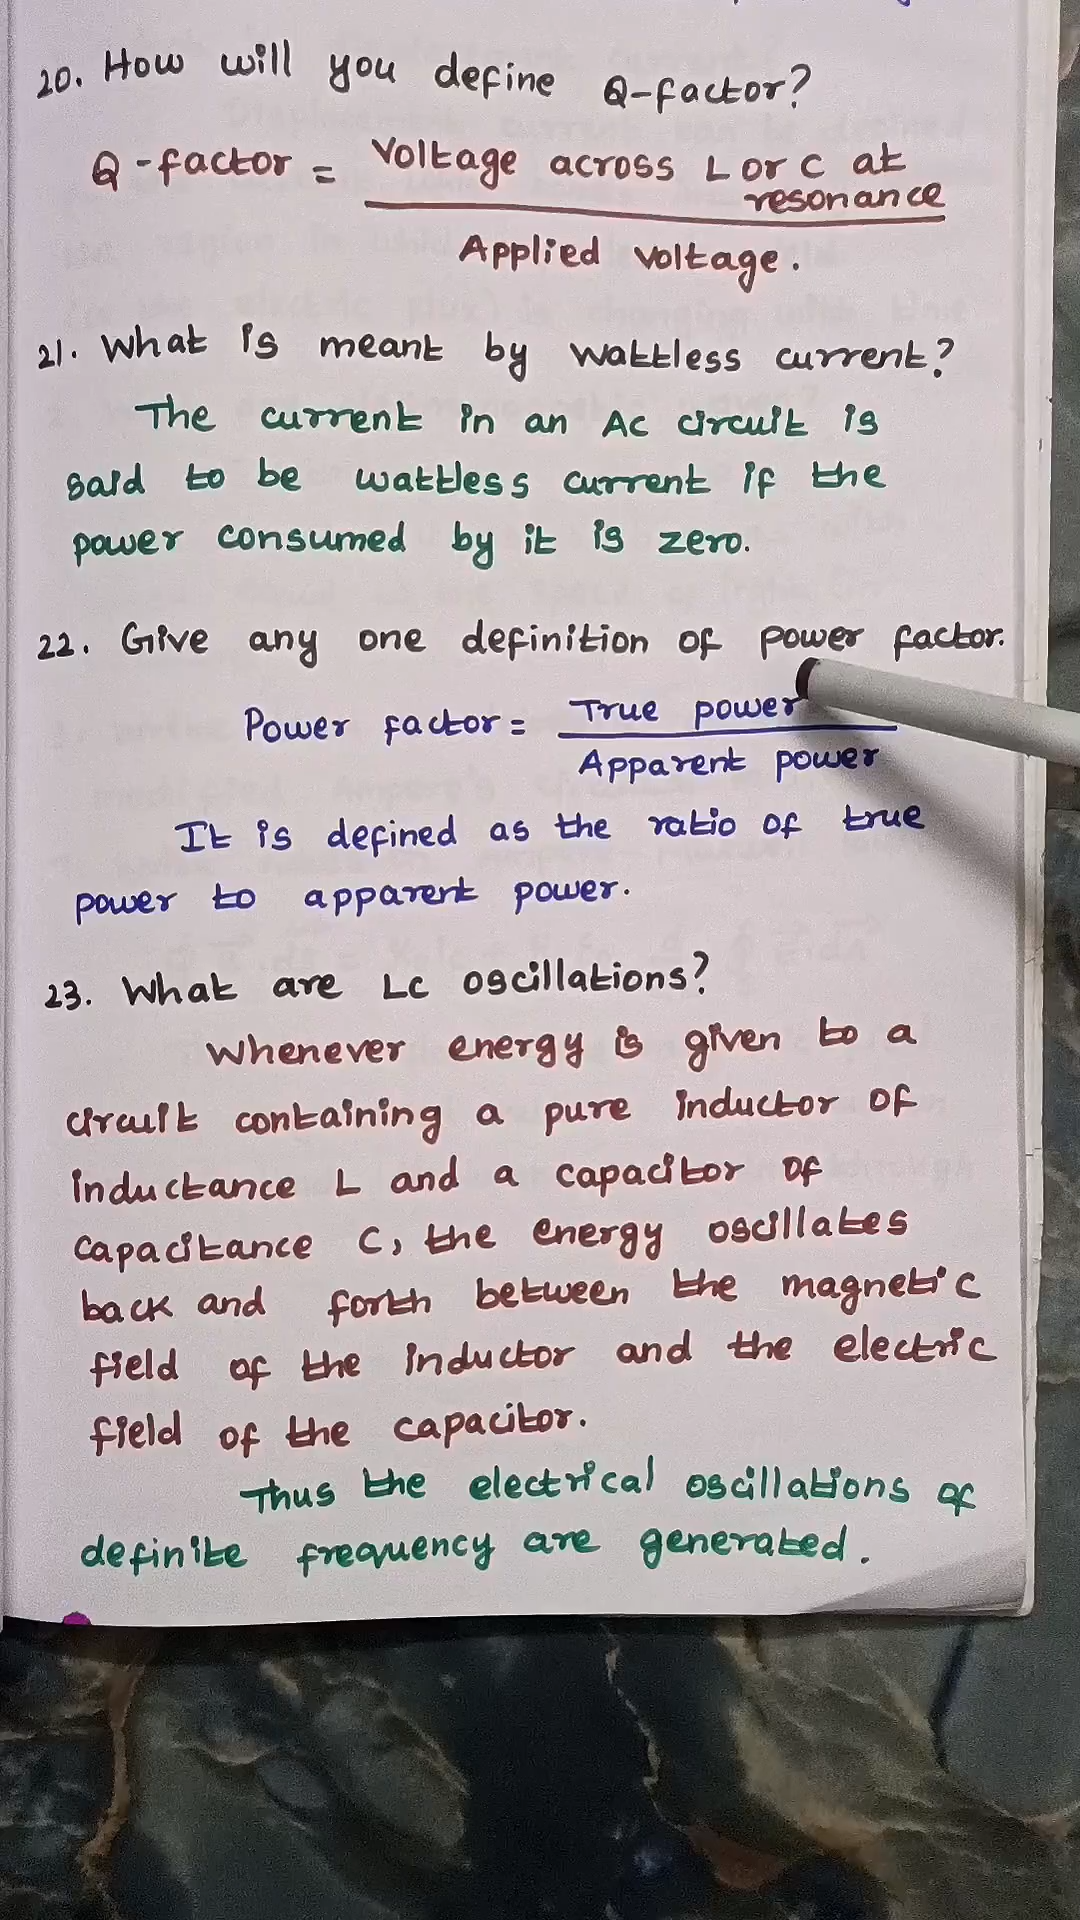 20. How will you define Q-factor?
Q-factor = Voltage across L or C at
resonance
Applied voltage.
21. What is meant by wattless current?
The current in an Ac circuit is
said to be wattless current if the
power consumed by it is zero.
22. Give any one definition of power factor.
Power factor = True power
Apparent power
It is defined as the ratio of true
power to apparent power.
23. What are LC oscillations?
Whenever energy is given to a
circuit containing a pure inductor of
inductance L and a capacitor of
capacitance C, the energy oscillates
back and forth between the magnetic
field of the inductor and the electric
field of the capacitor.
Thus the electrical oscillations of
definite frequency are generated.